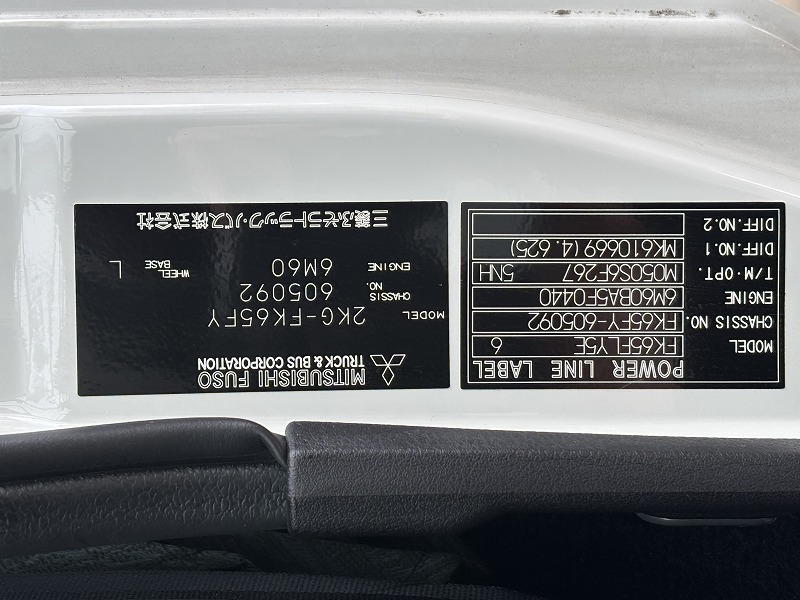 POWER LINE LABEL
MODEL FK65FLY5E 6
CHASSIS NO. FK65FY-605092
ENGINE 6M60BA5F0440
T/M·OPT. M050S6F267 5NH
DIFF.NO.1 MK610669(4.625)
DIFF.NO.2
MITSUBISHI FUSO
TRUCK & BUS CORPORATION
MODEL 2KG-FK65FY
CHASSIS NO. 605092
ENGINE 6M60 WHEEL BASE L
三菱ふそうトラック・バス株式会社